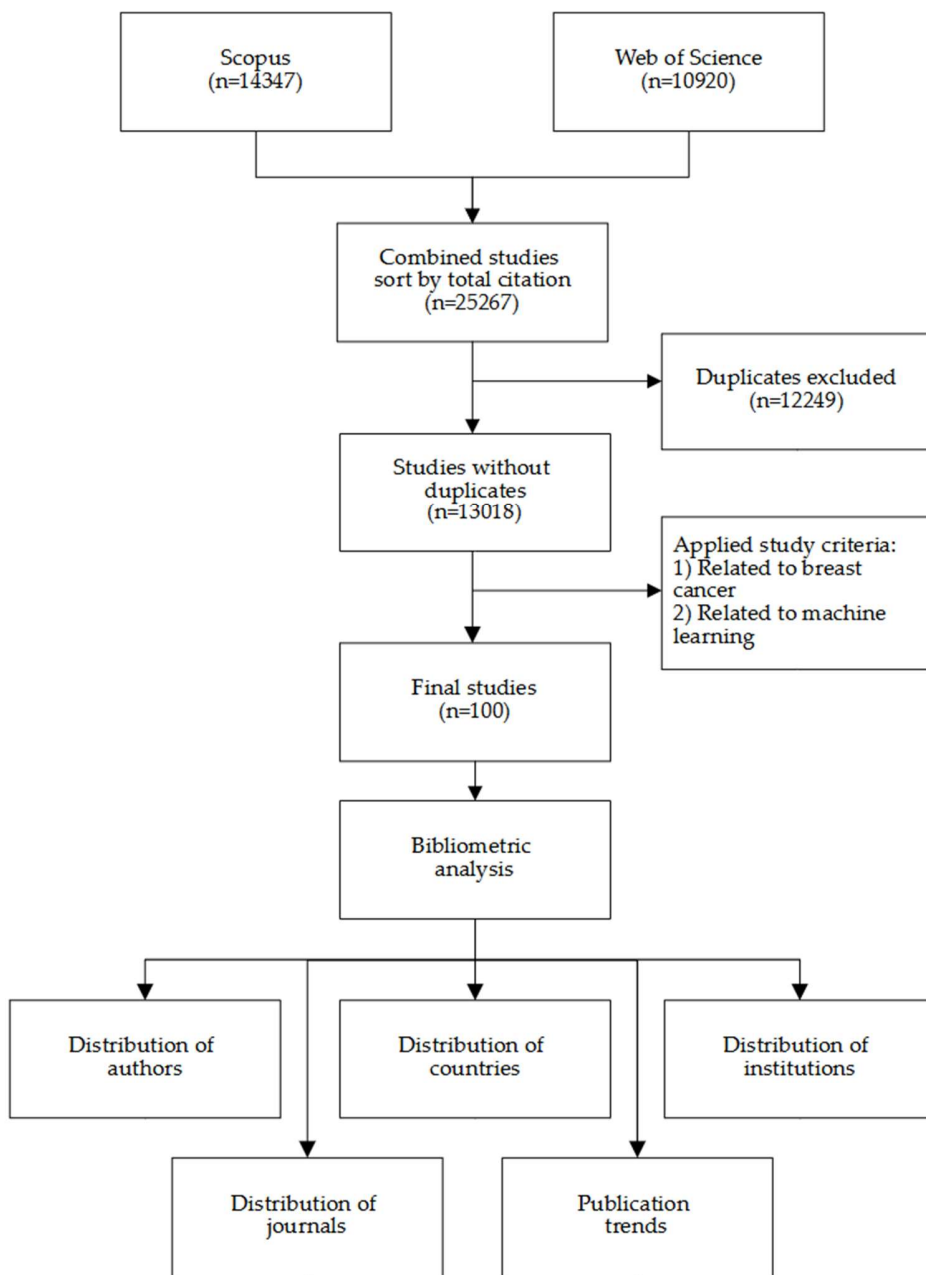 Scopus
(n=14347)
Web of Science
(n=10920)
Combined studies
sort by total citation
(n=25267)
Duplicates excluded
(n=12249)
Studies without
duplicates
(n=13018)
Applied study criteria:
1) Related to breast
cancer
2) Related to machine
learning
Final studies
(n=100)
Bibliometric
analysis
Distribution of
authors
Distribution of
countries
Distribution of
institutions
Distribution of
journals
Publication
trends